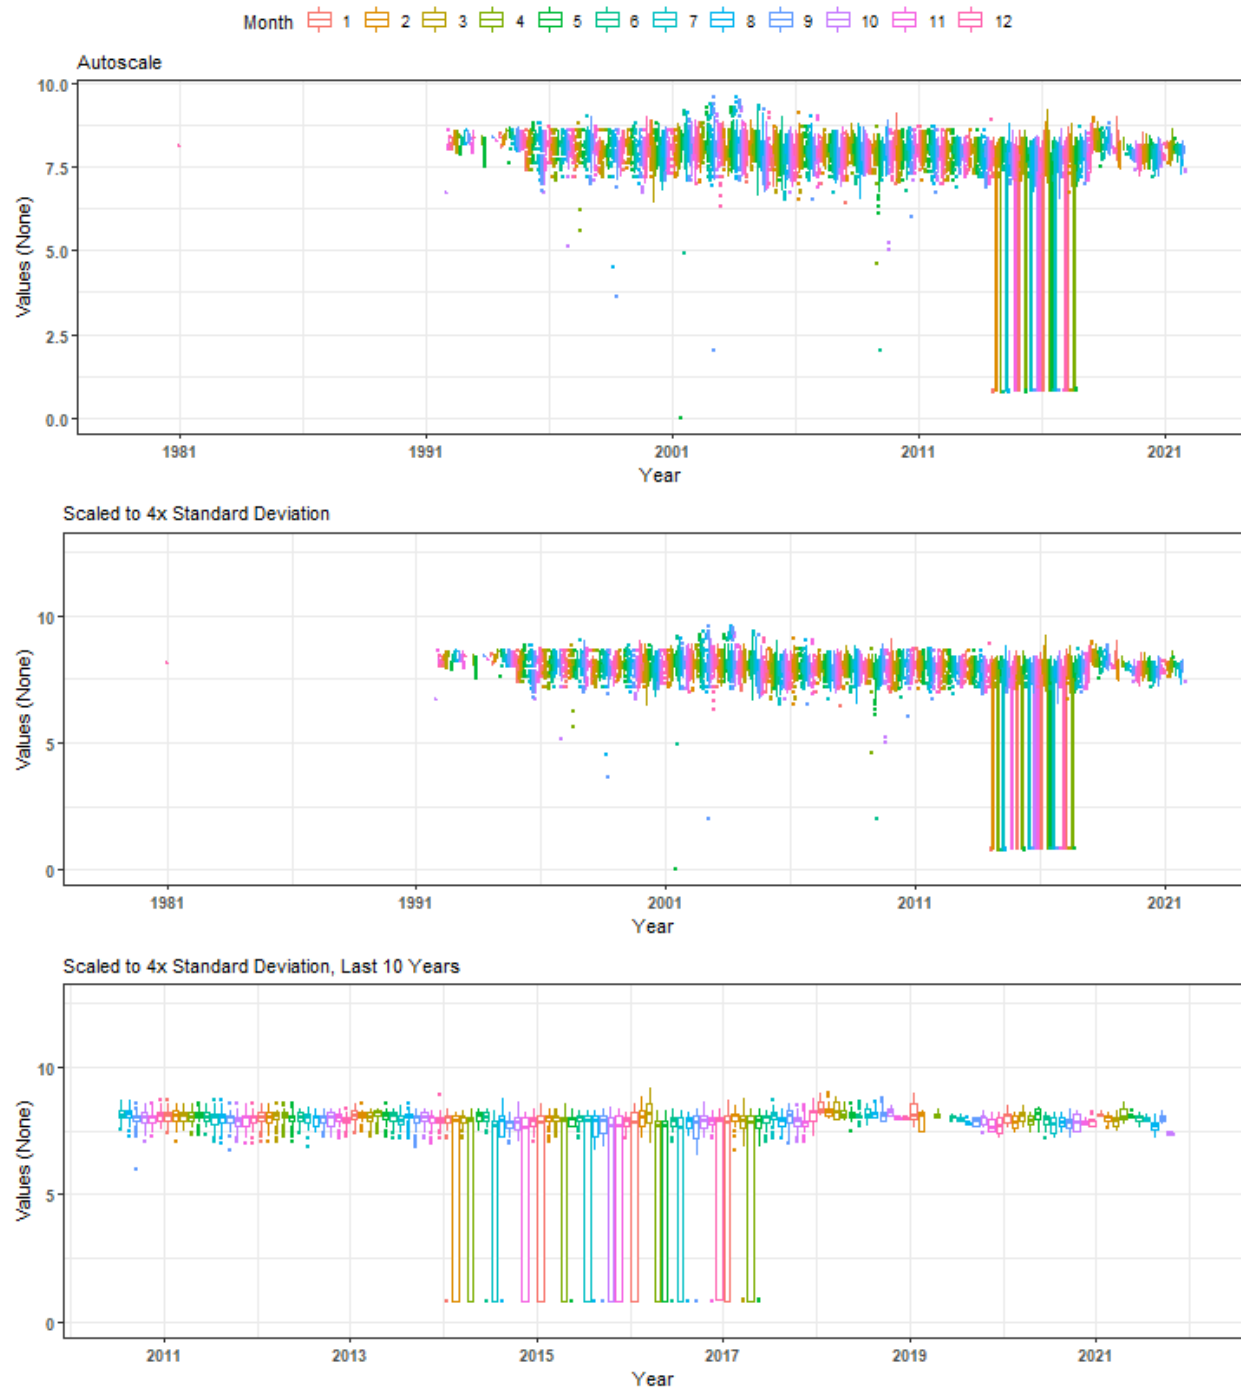 Month 1 2 3 4 5 6 7 8 9 10 11 12
Autoscale
10.0
7.5
5.0
2.5
0.0
Values (None)
1981 1991 2001 2011 2021
Year
Scaled to 4x Standard Deviation
10
5
0
Values (None)
1981 1991 2001 2011 2021
Year
Scaled to 4x Standard Deviation, Last 10 Years
10
5
0
Values (None)
2011 2013 2015 2017 2019 2021
Year